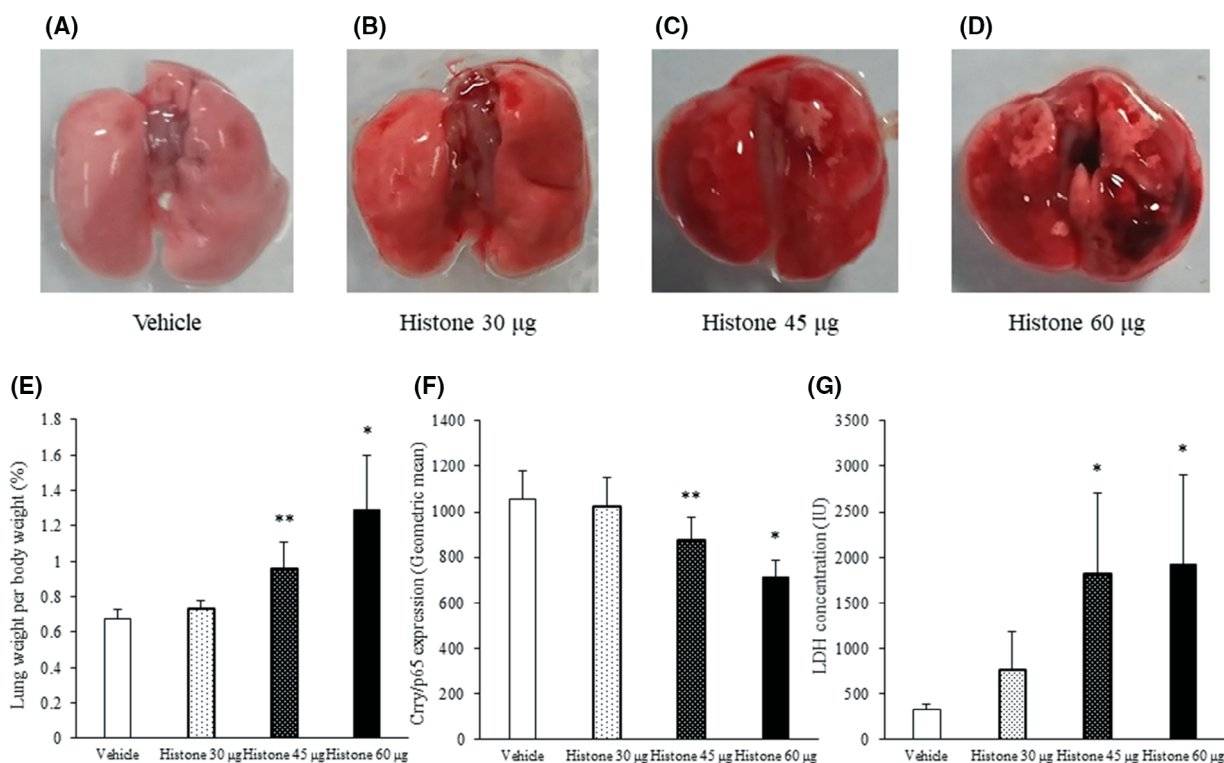 (A) (B) (C) (D)
Vehicle Histone 30 μg Histone 45 μg Histone 60 μg
(E)
Lung weight per body weight (%)
1.8
1.6
1.4
1.2
1
0.8
0.6
0.4
0.2
0
*
**
Vehicle Histone 30 μg Histone 45 μg Histone 60 μg
(F)
Crry/p65 expression (Geometric mean)
1400
1200
1000
800
600
400
200
0
**
*
Vehicle Histone 30 μg Histone 45 μg Histone 60 μg
(G)
LDH concentration (IU)
3500
3000
2500
2000
1500
1000
500
0
*
*
Vehicle Histone 30 μg Histone 45 μg Histone 60 μg